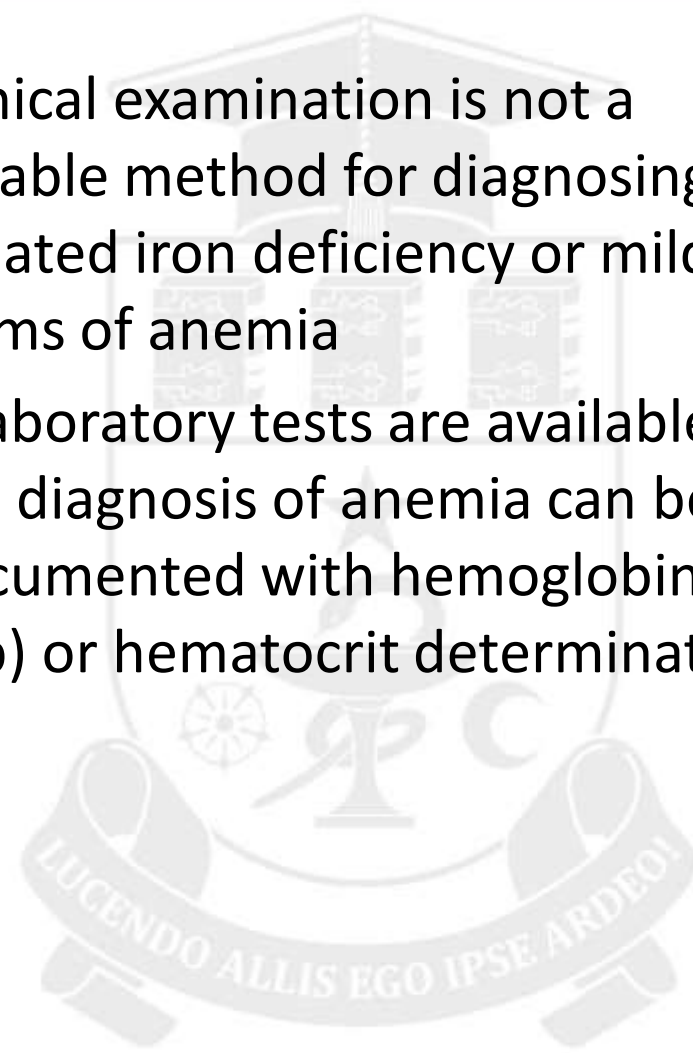 nical examination is not a
able method for diagnosing
ated iron deficiency or mild
ms of anemia
aboratory tests are available
diagnosis of anemia can be
cumented with hemoglobin
) or hematocrit determinat
LUCENDO ALLIS EGO IPSE ARDEO!